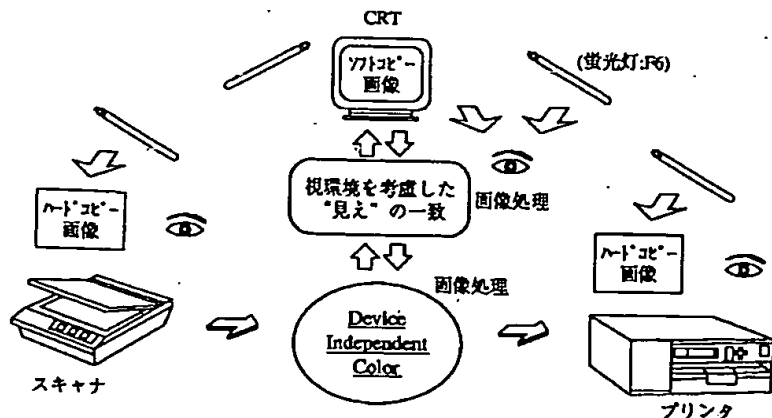 CRT
ソフトコピー
画像
(蛍光灯:F6)
視環境を考慮した
"見え"の一致
画像処理
ハードコピー
画像
ハードコピー
画像
画像処理
Device
Independent
Color
スキャナ
プリンタ